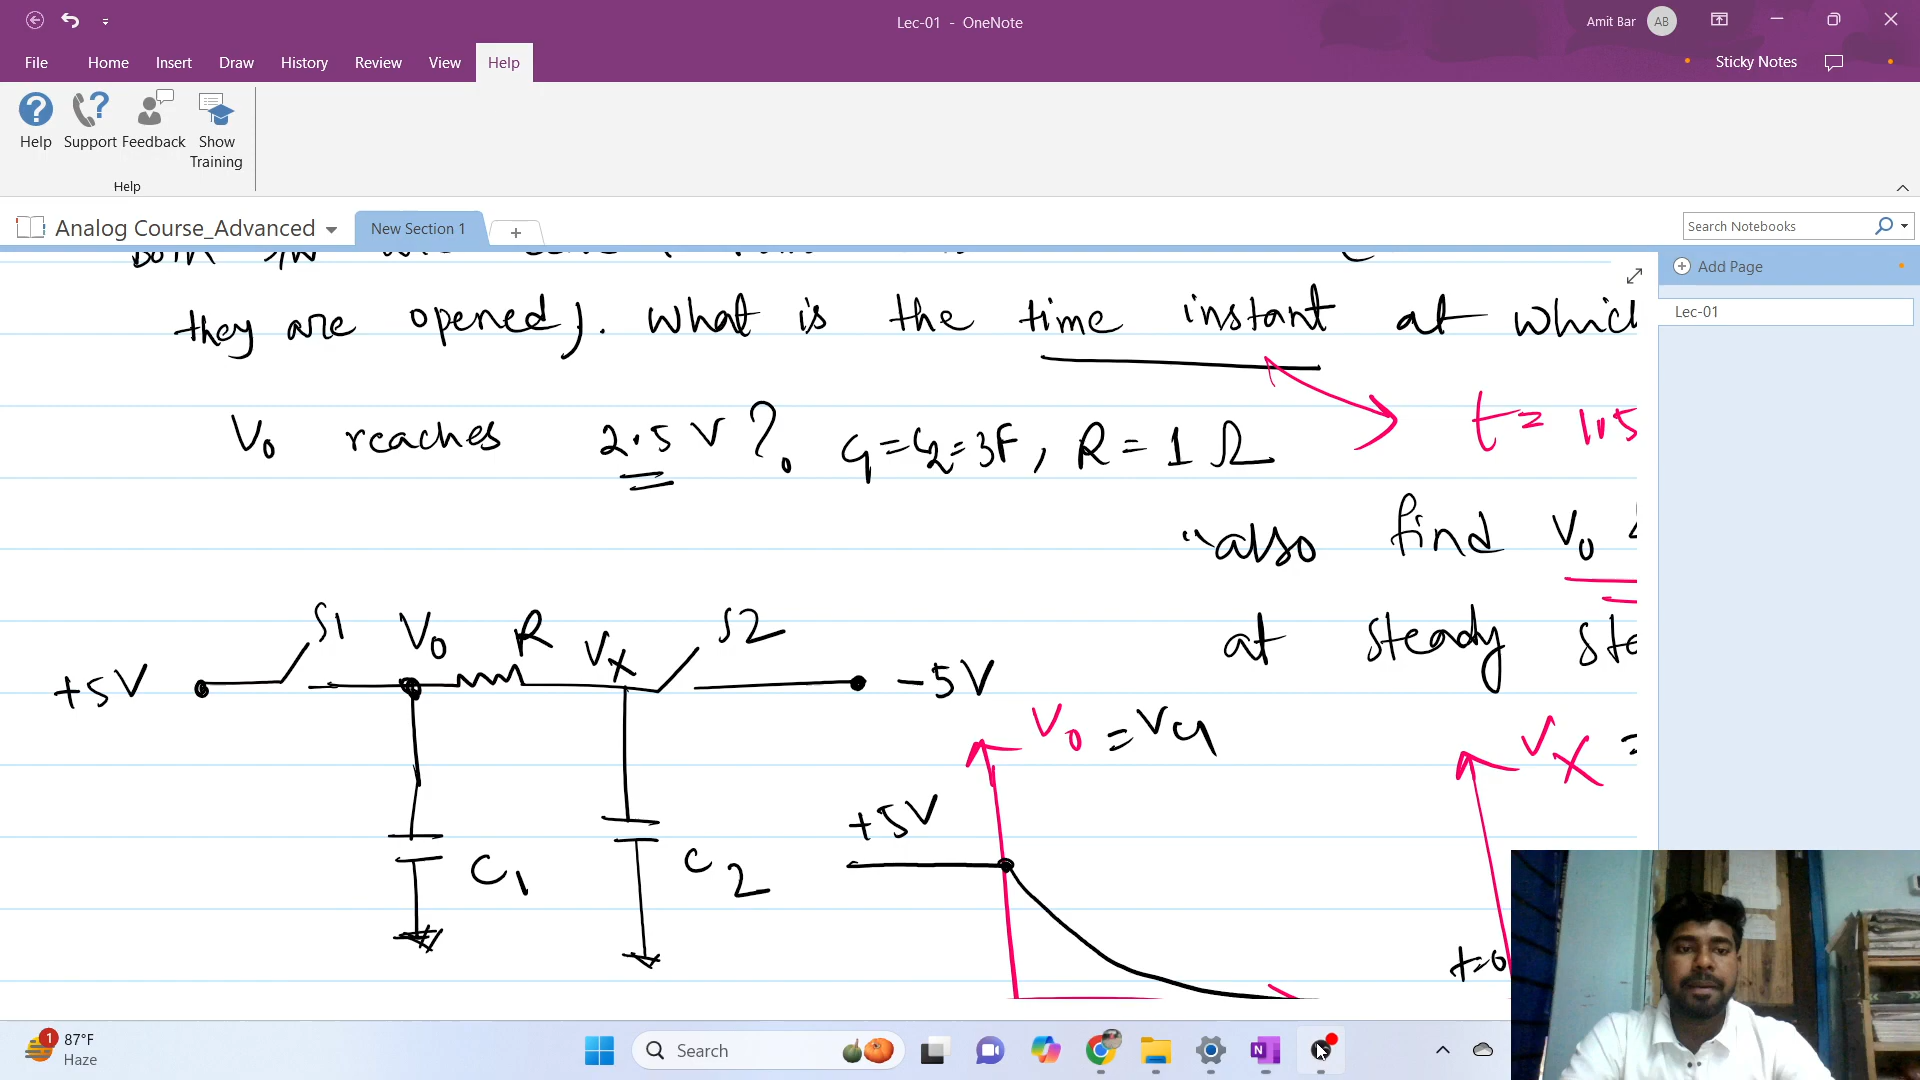 Lec-01 - OneNote
Amit Bar AB
File Home Insert Draw History Review View Help
Sticky Notes
Help Support Feedback Show Training
Help
Analog Course_Advanced New Section 1
Search Notebooks
Add Page
Lec-01
they are opened). What is the time instant at which
V0 reaches 2.5 V ? C1=C2=3F, R = 1 Ω
t= 1.5
"also find V0
at steady
S1 V0 R Vx S2
+5V
-5V
V0 = VC1
Vx =
+5V
C1 C2
t=0
87°F
Haze
1
Search